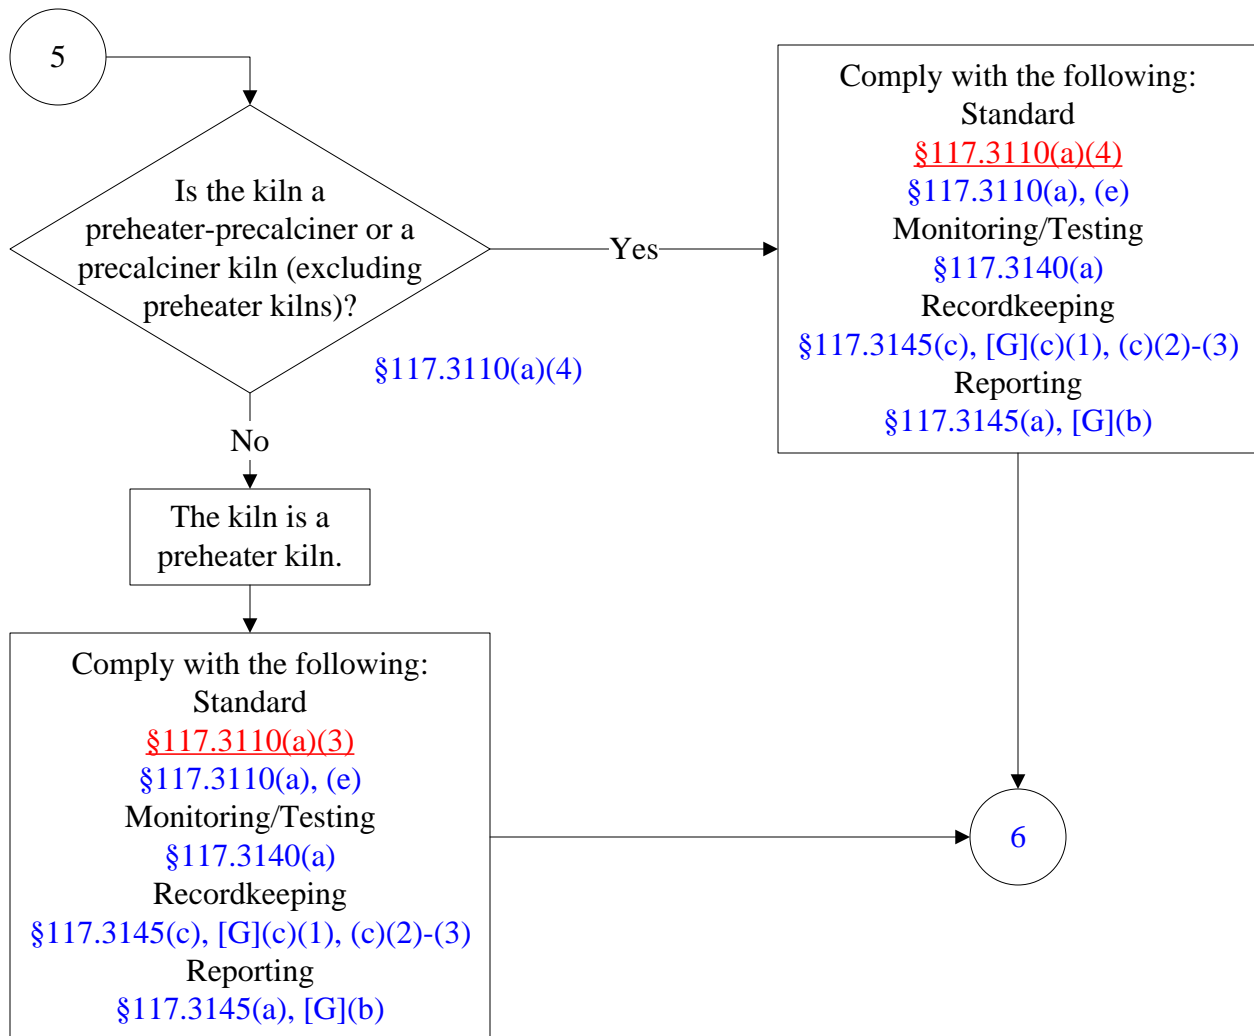 5
Is the kiln a
preheater-precalciner or a
precalciner kiln (excluding
preheater kilns)?
§117.3110(a)(4)
Yes
Comply with the following:
Standard
§117.3110(a)(4)
§117.3110(a), (e)
Monitoring/Testing
§117.3140(a)
Recordkeeping
§117.3145(c), [G](c)(1), (c)(2)-(3)
Reporting
§117.3145(a), [G](b)
No
The kiln is a
preheater kiln.
Comply with the following:
Standard
§117.3110(a)(3)
§117.3110(a), (e)
Monitoring/Testing
§117.3140(a)
Recordkeeping
§117.3145(c), [G](c)(1), (c)(2)-(3)
Reporting
§117.3145(a), [G](b)
6